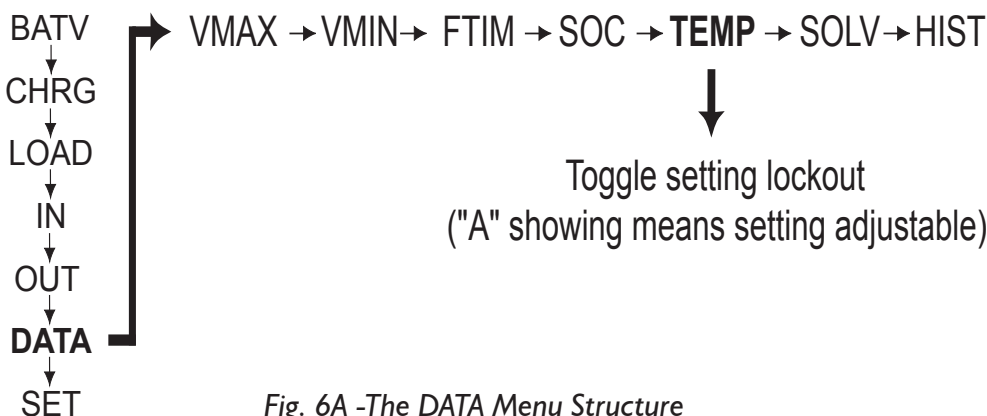 BATV
CHRG
LOAD
IN
OUT
DATA
SET
VMAX VMIN FTIM SOC TEMP SOLV HIST
Toggle setting lockout
("A" showing means setting adjustable)
Fig. 6A -The DATA Menu Structure